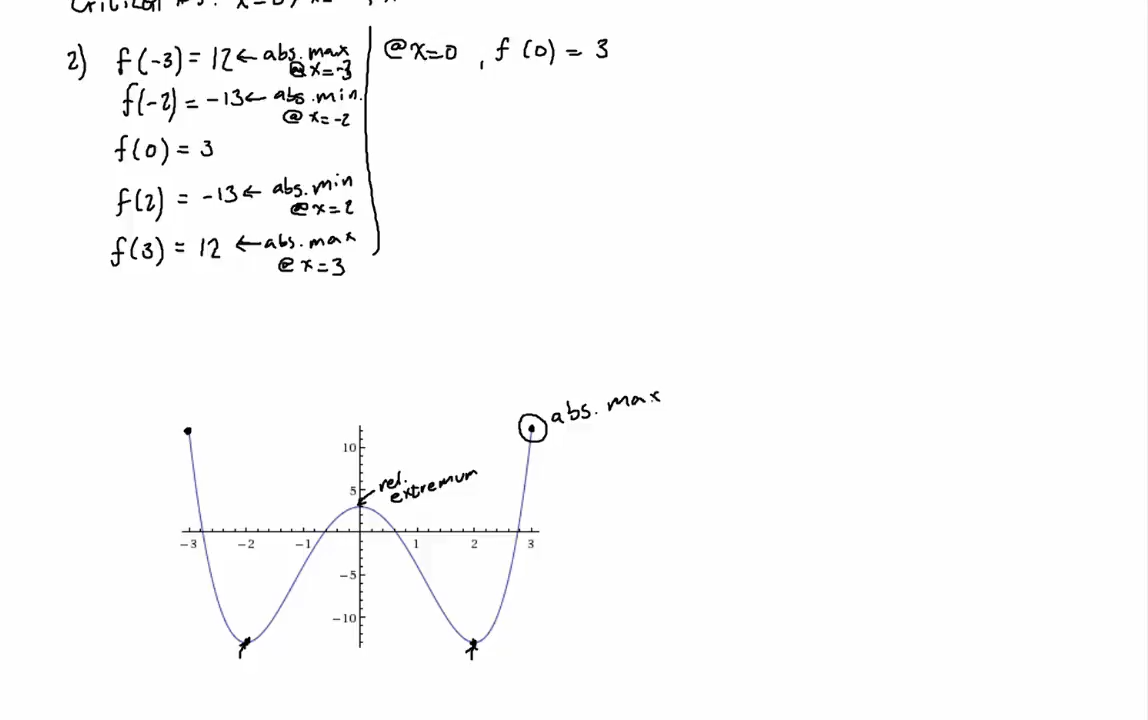 2) f(-3) = 12 ← abs. max
@ x=-3
f(-2) = -13 ← abs. min.
@ x=-2
f(0) = 3
f(2) = -13 ← abs. min
@ x=2
f(3) = 12 ← abs. max
@ x=3
@ x=0 , f(0) = 3
abs. max
rel.
extremum
10
5
-3 -2 -1 1 2 3
-5
-10